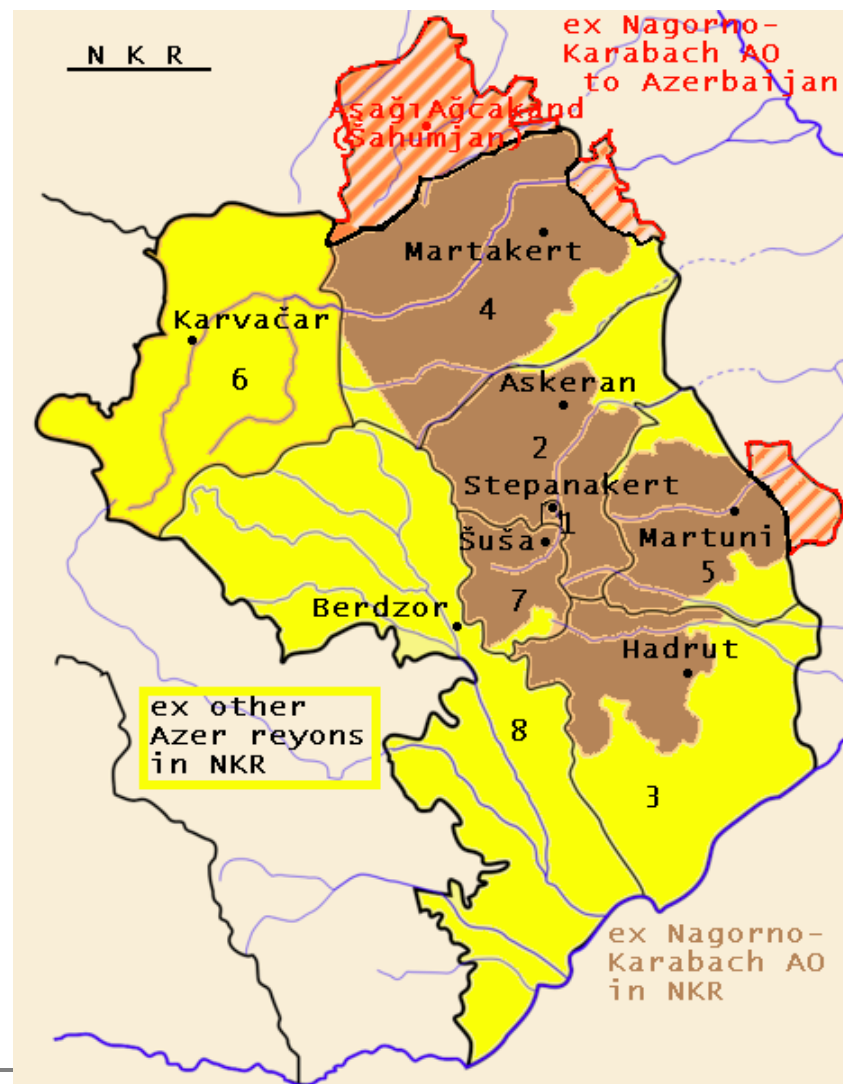 N K R
ex Nagorno-
Karabach AO
to Azerbaijan
Aşağı Ağcakand
(Šahumjan)
Martakert
4
Karvačar
6
Askeran
2
Stepanakert
1
Šuša
Martuni
5
7
Berdzor
Hadrut
ex other
Azer reyons
in NKR
8
3
ex Nagorno-
Karabach AO
in NKR